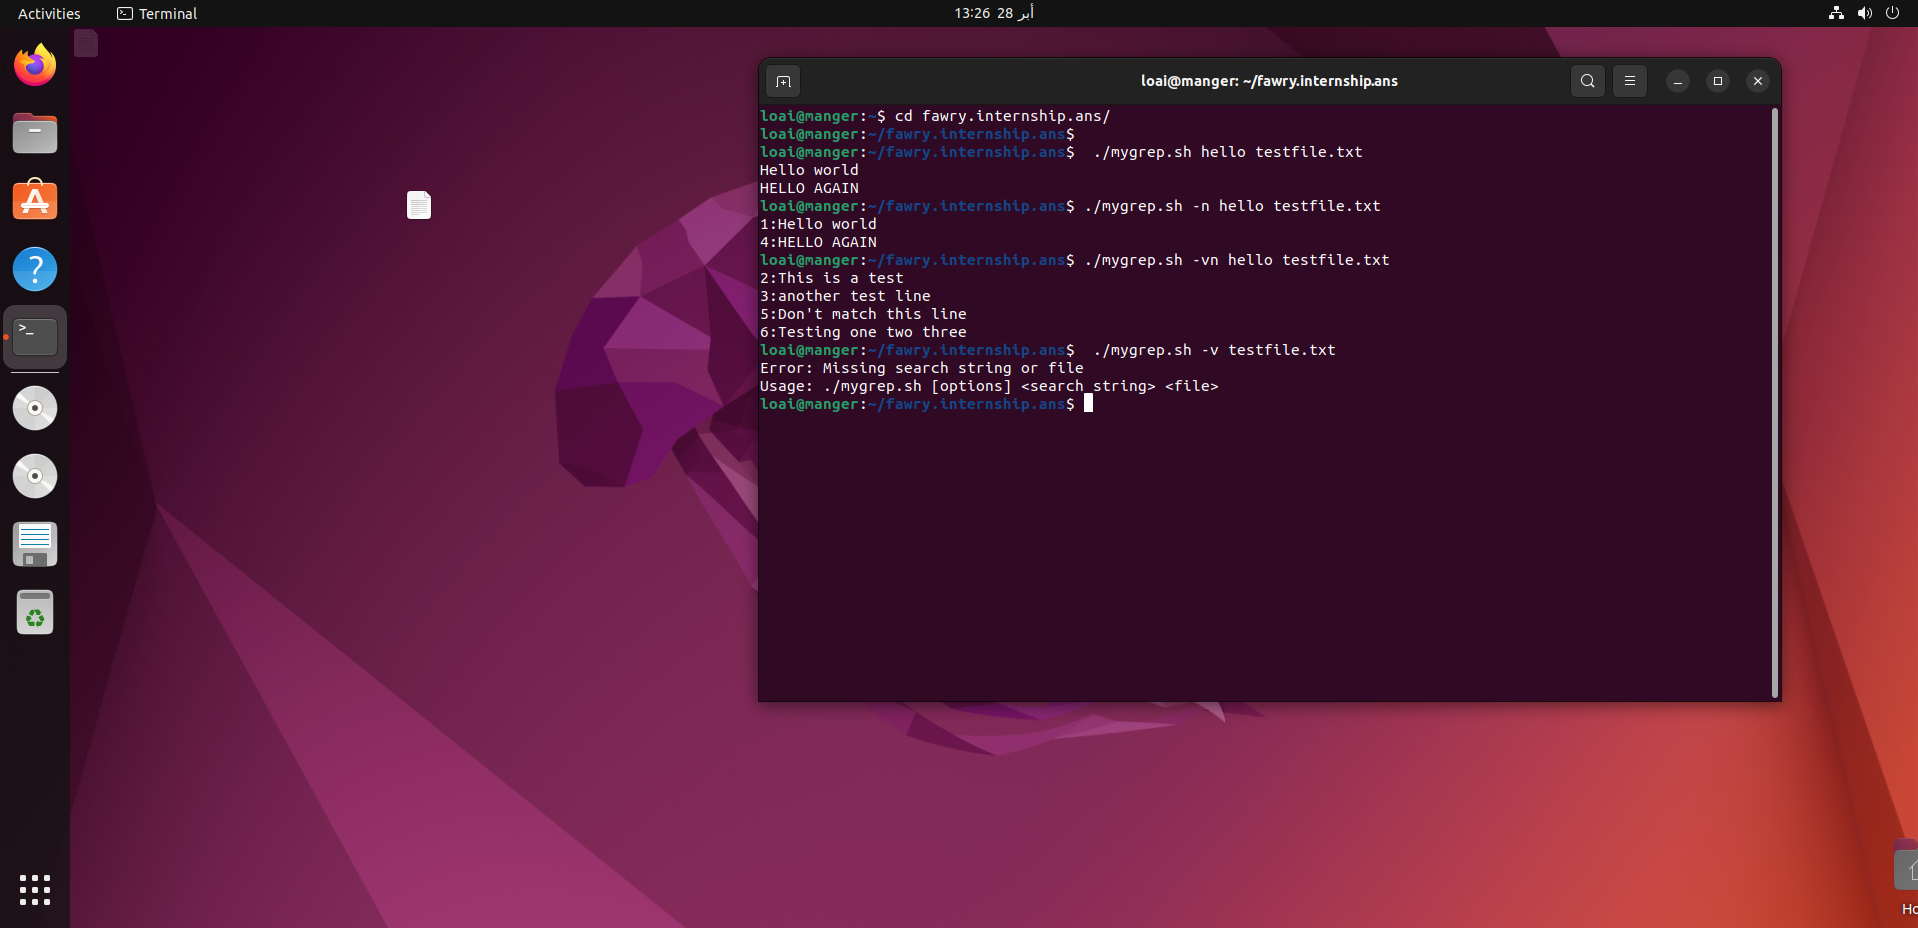 Activities
Terminal
13:26 28 أبر
loai@manger: ~/fawry.internship.ans
loai@manger:~$ cd fawry.internship.ans/
loai@manger:~/fawry.internship.ans$
loai@manger:~/fawry.internship.ans$  ./mygrep.sh hello testfile.txt
Hello world
HELLO AGAIN
loai@manger:~/fawry.internship.ans$ ./mygrep.sh -n hello testfile.txt
1:Hello world
4:HELLO AGAIN
loai@manger:~/fawry.internship.ans$ ./mygrep.sh -vn hello testfile.txt
2:This is a test
3:another test line
5:Don't match this line
6:Testing one two three
loai@manger:~/fawry.internship.ans$  ./mygrep.sh -v testfile.txt
Error: Missing search string or file
Usage: ./mygrep.sh [options] <search_string> <file>
loai@manger:~/fawry.internship.ans$